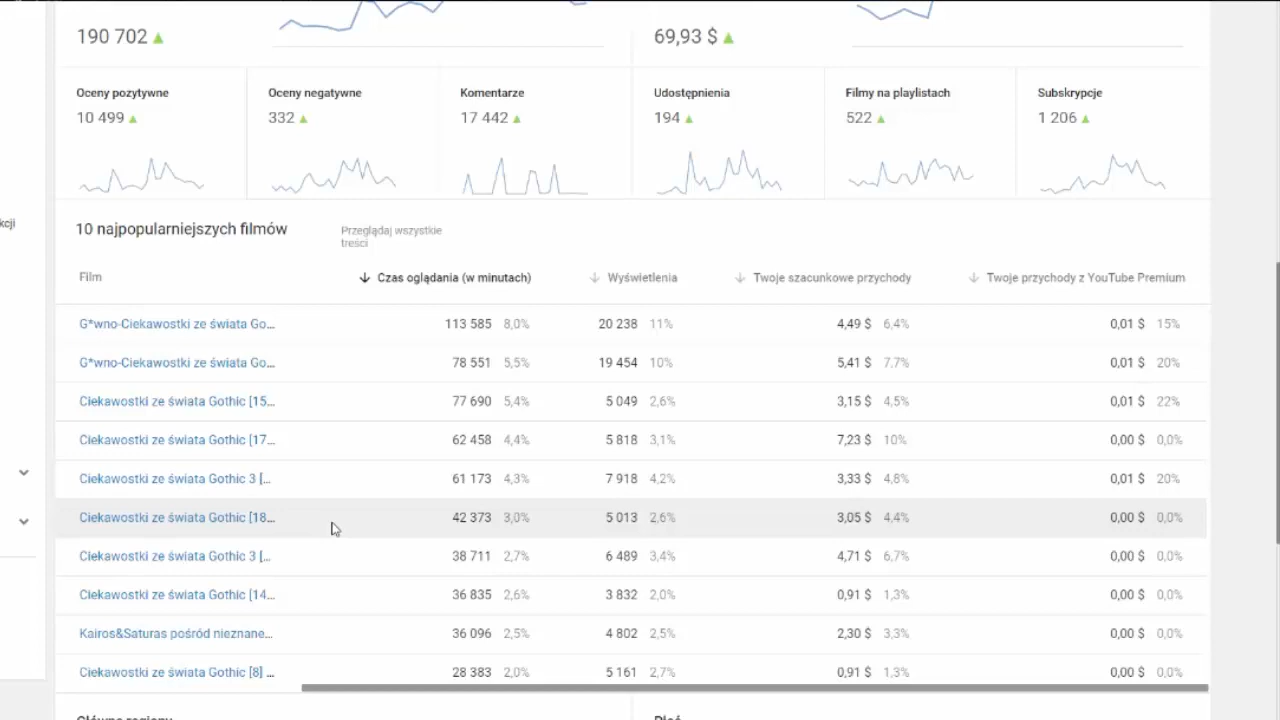 190 702
69,93 $
Oceny pozytywne
Oceny negatywne
Komentarze
Udostępnienia
Filmy na playlistach
Subskrypcje
10 499
332
17 442
194
522
1 206
kcji
10 najpopularniejszych filmów
Przeglądaj wszystkie
treści
Film
Czas oglądania (w minutach)
Wyświetlenia
Twoje szacunkowe przychody
Twoje przychody z YouTube Premium
G*wno-Ciekawostki ze świata Go... 113 585 8,0% 20 238 11% 4,49 $ 6,4% 0,01 $ 15%
G*wno-Ciekawostki ze świata Go... 78 551 5,5% 19 454 10% 5,41 $ 7.7% 0,01 $ 20%
Ciekawostki ze świata Gothic [15... 77 690 5,4% 5 049 2,6% 3,15 $ 4,5% 0,01 $ 22%
Ciekawostki ze świata Gothic [17... 62 458 4,4% 5 818 3,1% 7,23 $ 10% 0,00 $ 0,0%
Ciekawostki ze świata Gothic 3 [... 61 173 4,3% 7 918 4,2% 3,33 $ 4,8% 0,01 $ 20%
Ciekawostki ze świata Gothic [18... 42 373 3,0% 5 013 2,6% 3,05 $ 4,4% 0,00 $ 0,0%
Ciekawostki ze świata Gothic 3 [... 38 711 2,7% 6 489 3,4% 4,71 $ 6,7% 0,00 $ 0,0%
Ciekawostki ze świata Gothic [14... 36 835 2,6% 3 832 2,0% 0,91 $ 1,3% 0,00 $ 0,0%
Kairos&Saturas pośród nieznane... 36 096 2,5% 4 802 2,5% 2,30 $ 3,3% 0,00 $ 0,0%
Ciekawostki ze świata Gothic [8] ... 28 383 2,0% 5 161 2,7% 0,91 $ 1,3% 0,00 $ 0,0%
Główne regiony
Płeć